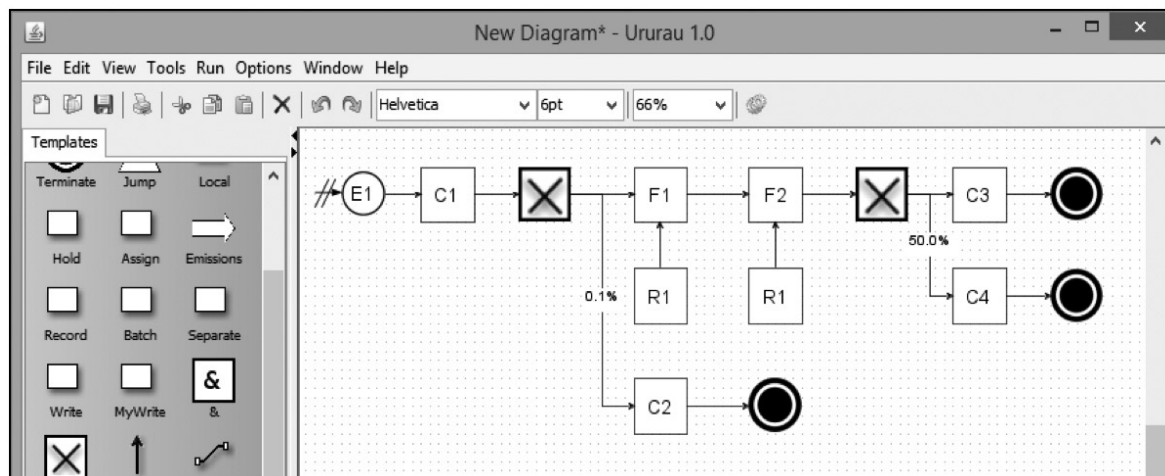 New Diagram* - Ururau 1.0
File Edit View Tools Run Options Window Help
Helvetica 6pt 66%
Templates
Terminate Jump Local
Hold Assign Emissions
Record Batch Separate
&
Write MyWrite &
E1 C1 F1 F2 C3
50.0%
0.1% R1 R1 C4
C2